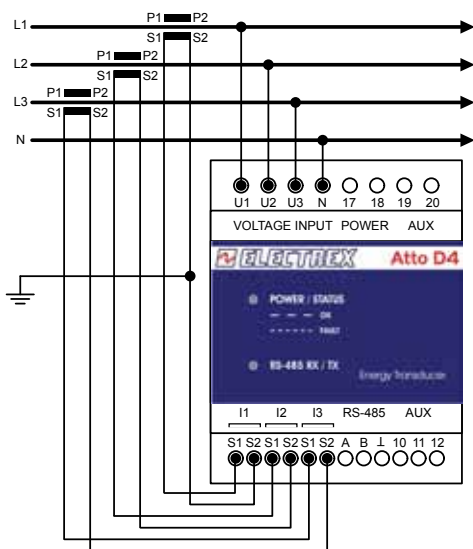 P1 P2
L1
S1 S2
P1 P2
L2
S1 S2
P1 P2
L3
S1 S2
N
U1 U2 U3 N 17 18 19 20
VOLTAGE INPUT POWER AUX
ELECTREX Atto D4
POWER / STATUS
OK
FAULT
RS-485 RX / TX
Energy Transducer
I1 I2 I3 RS-485 AUX
S1 S2 S1 S2 S1 S2 A B ⊥ 10 11 12